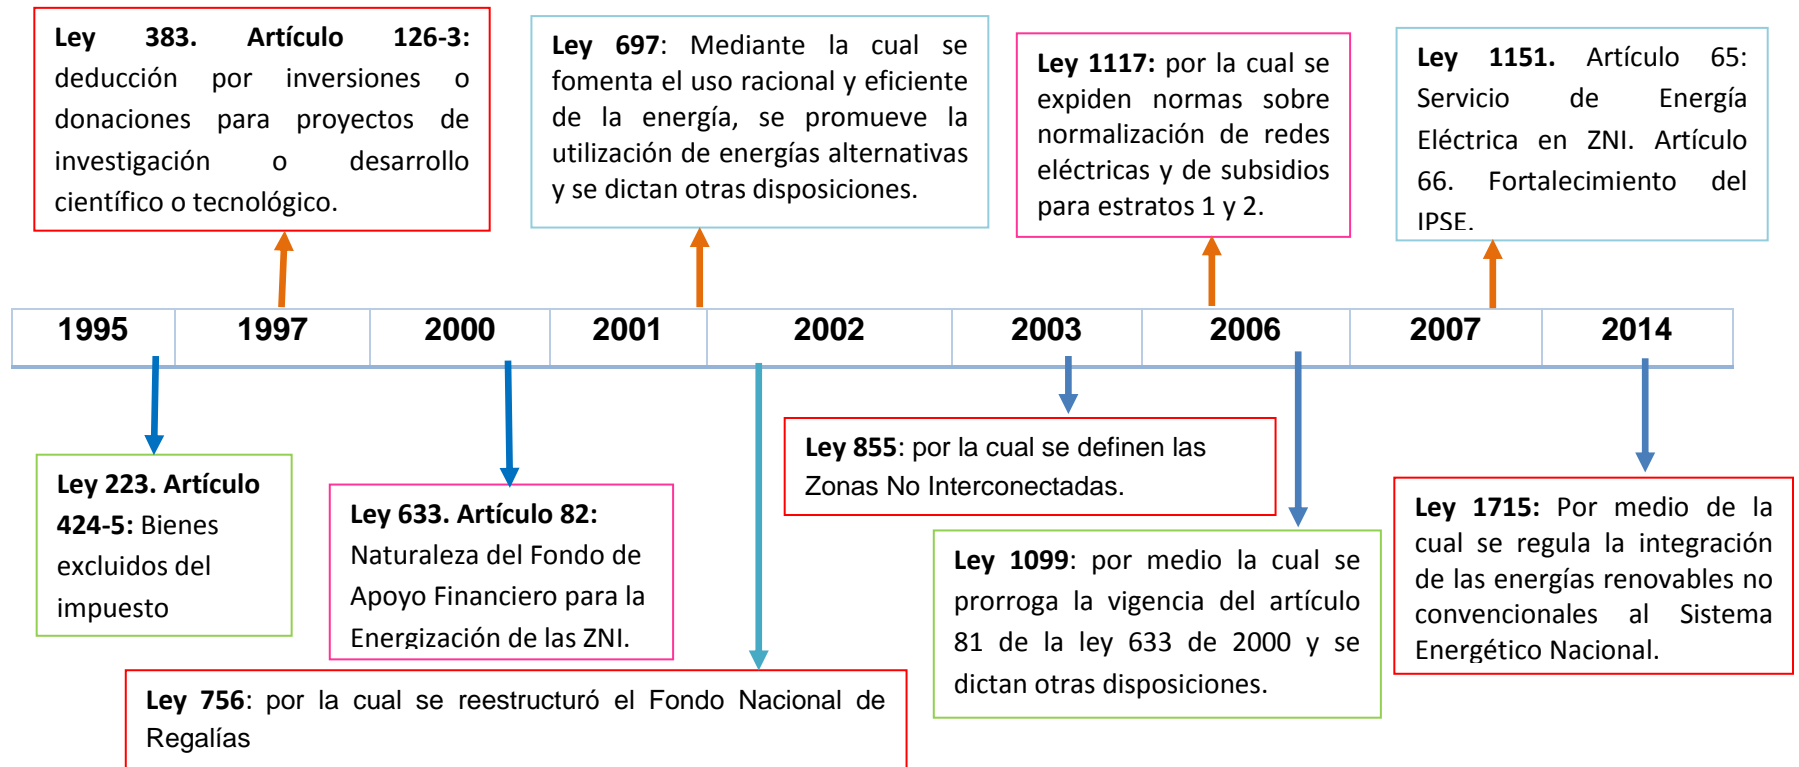 Ley 383. Artículo 126-3:
deducción por inversiones o
donaciones para proyectos de
investigación o desarrollo
científico o tecnológico.
Ley 697: Mediante la cual se
fomenta el uso racional y eficiente
de la energía, se promueve la
utilización de energías alternativas
y se dictan otras disposiciones.
Ley 1117: por la cual se
expiden normas sobre
normalización de redes
eléctricas y de subsidios
para estratos 1 y 2.
Ley 1151. Artículo 65:
Servicio de Energía
Eléctrica en ZNI. Artículo
66. Fortalecimiento del
IPSE.
1995 1997 2000 2001 2002 2003 2006 2007 2014
Ley 223. Artículo
424-5: Bienes
excluidos del
impuesto
Ley 633. Artículo 82:
Naturaleza del Fondo de
Apoyo Financiero para la
Energización de las ZNI.
Ley 756: por la cual se reestructuró el Fondo Nacional de
Regalías
Ley 855: por la cual se definen las
Zonas No Interconectadas.
Ley 1099: por medio la cual se
prorroga la vigencia del artículo
81 de la ley 633 de 2000 y se
dictan otras disposiciones.
Ley 1715: Por medio de la
cual se regula la integración
de las energías renovables no
convencionales al Sistema
Energético Nacional.